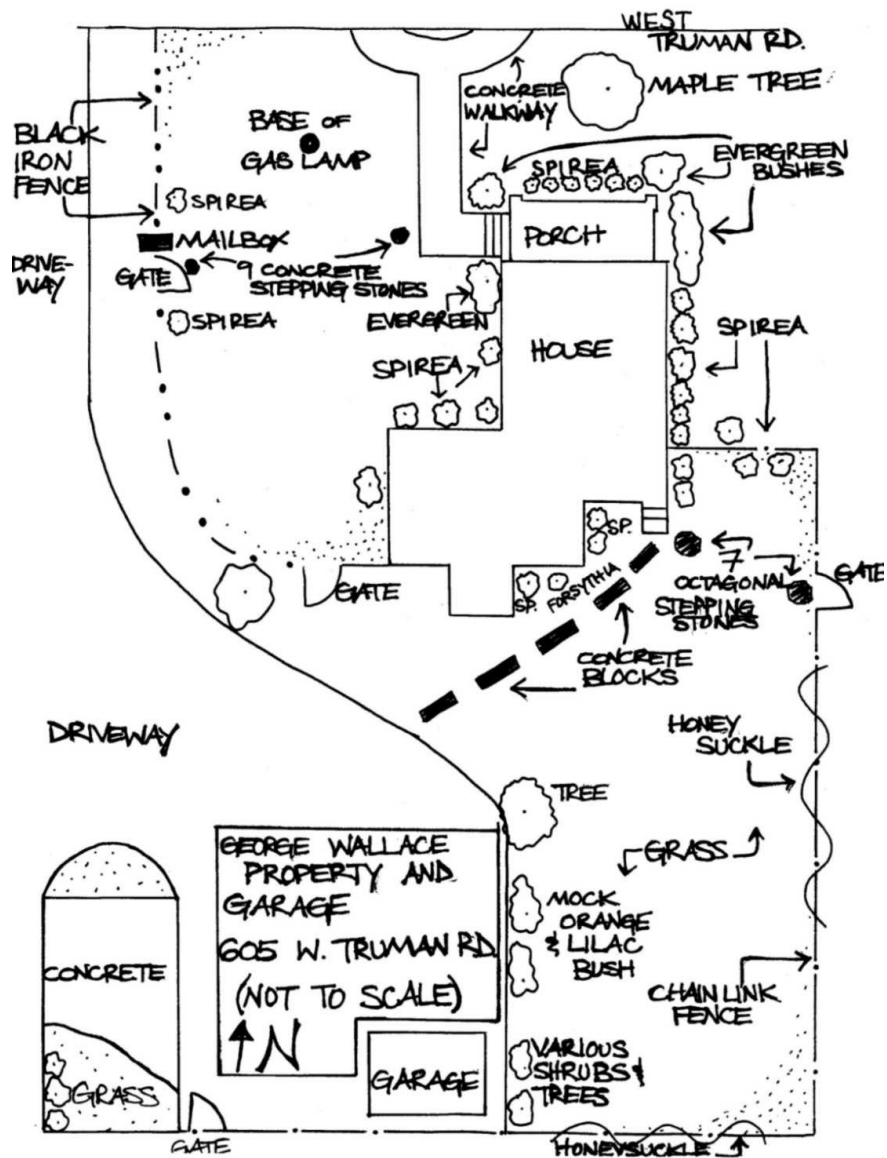 WEST
TRUMAN RD.
MAPLE TREE
CONCRETE
WALKWAY
BLACK
IRON
FENCE
BASE OF
GAS LAMP
SPIREA
EVERGREEN
BUSHES
SPIREA
MAILBOX
PORCH
DRIVE-
WAY
GATE
9 CONCRETE
STEPPING STONES
EVERGREEN
SPIREA
HOUSE
SPIREA
SPIREA
SP.
7
OCTAGONAL
STEPPING
STONES
GATE
GATE
SP.
FORSYTHIA
CONCRETE
BLOCKS
DRIVEWAY
HONEY
SUCKLE
TREE
GRASS
GEORGE WALLACE
PROPERTY AND
GARAGE
605 W. TRUMAN RD.
(NOT TO SCALE)
N
MOCK
ORANGE
& LILAC
BUSH
CONCRETE
CHAIN LINK
FENCE
GRASS
GARAGE
VARIOUS
SHRUBS &
TREES
GATE
HONEYSUCKLE